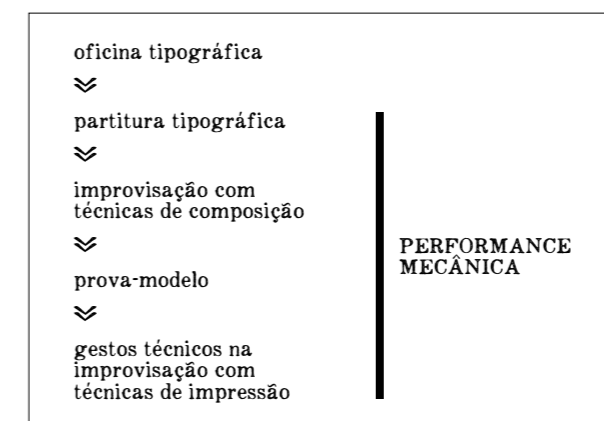 oficina tipográfica
partitura tipográfica
improvisação com
técnicas de composição
prova-modelo
gestos técnicos na
improvisação com
técnicas de impressão
PERFORMANCE
MECÂNICA